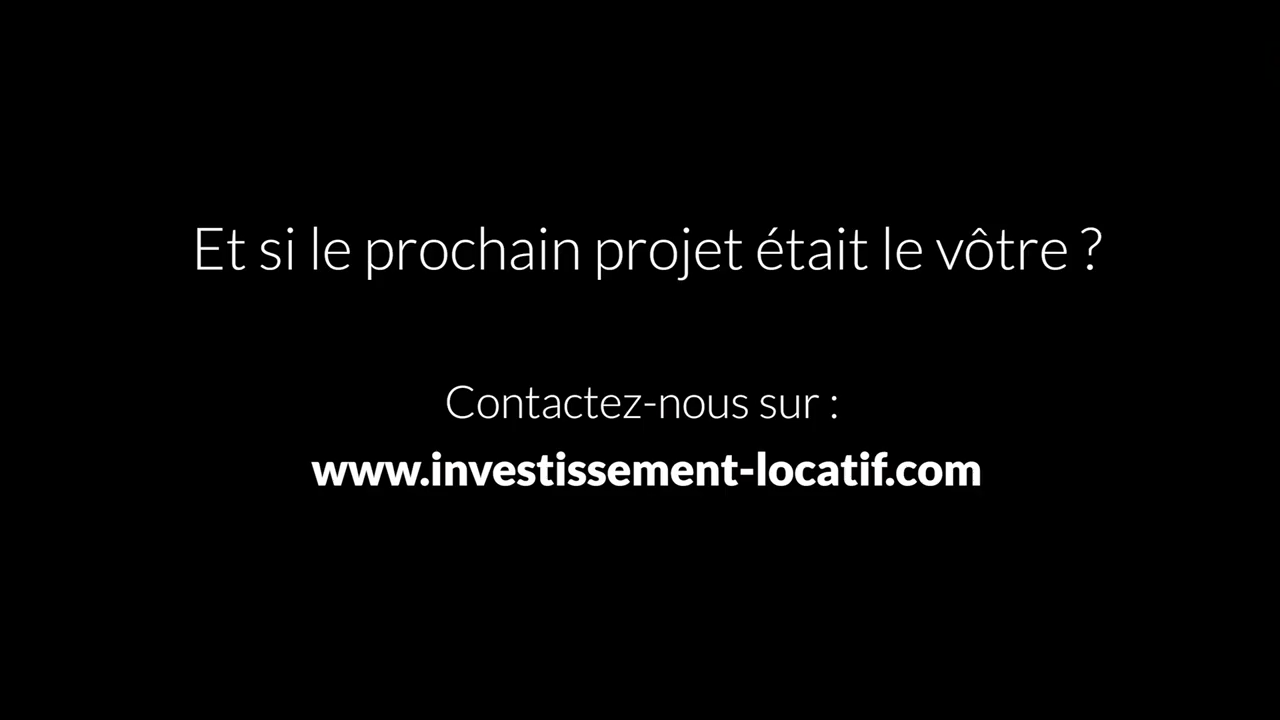 Et si le prochain projet était le vôtre ?
Contactez-nous sur :
www.investissement-locatif.com